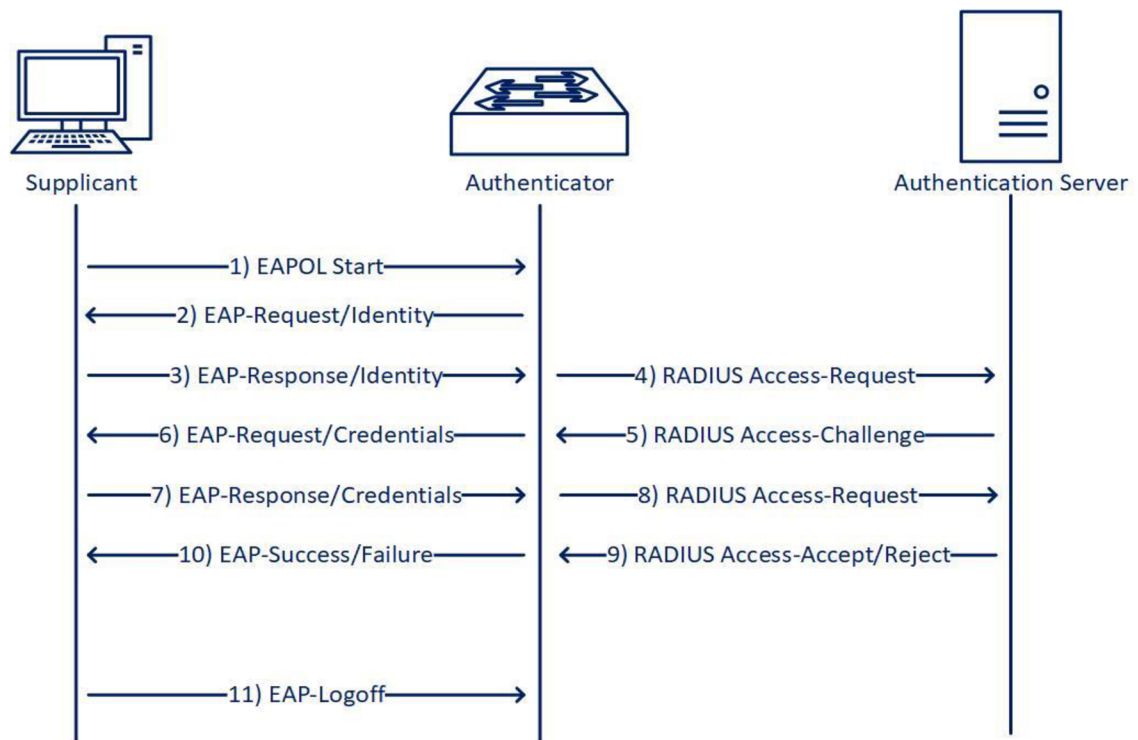 Supplicant
Authenticator
Authentication Server
1) EAPOL Start
2) EAP-Request/Identity
3) EAP-Response/Identity
4) RADIUS Access-Request
6) EAP-Request/Credentials
5) RADIUS Access-Challenge
7) EAP-Response/Credentials
8) RADIUS Access-Request
10) EAP-Success/Failure
9) RADIUS Access-Accept/Reject
11) EAP-Logoff